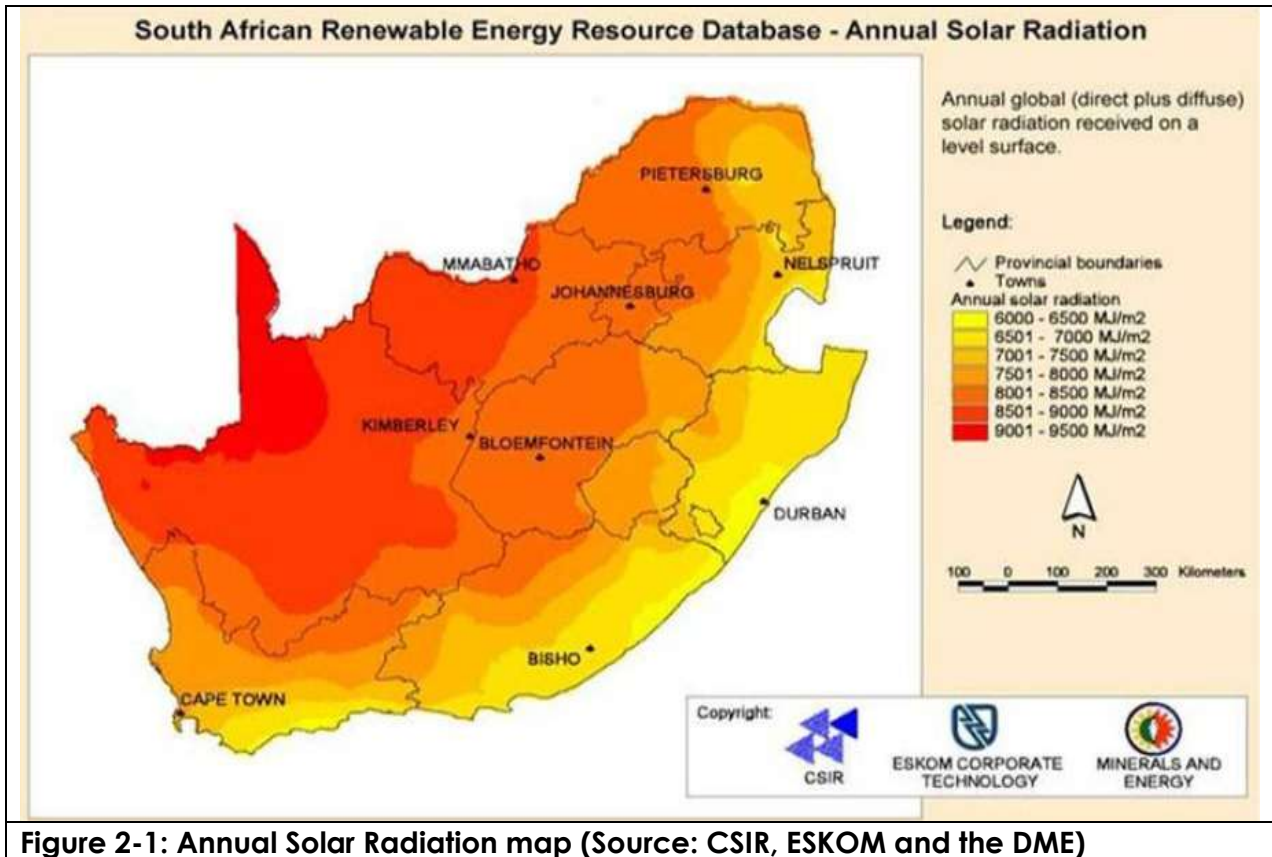 South African Renewable Energy Resource Database - Annual Solar Radiation
Annual global (direct plus diffuse)
solar radiation received on a
level surface.
Legend:
Provincial boundaries
Towns
Annual solar radiation
6000 - 6500 MJ/m2
6501 - 7000 MJ/m2
7001 - 7500 MJ/m2
7501 - 8000 MJ/m2
8001 - 8500 MJ/m2
8501 - 9000 MJ/m2
9001 - 9500 MJ/m2
N
100 0 100 200 300 Kilometers
PIETERSBURG
MMABATHO
NELSPRUIT
JOHANNESBURG
KIMBERLEY
BLOEMFONTEIN
DURBAN
BISHO
CAPE TOWN
Copyright:
CSIR
ESKOM CORPORATE
TECHNOLOGY
MINERALS AND
ENERGY
Figure 2-1: Annual Solar Radiation map (Source: CSIR, ESKOM and the DME)